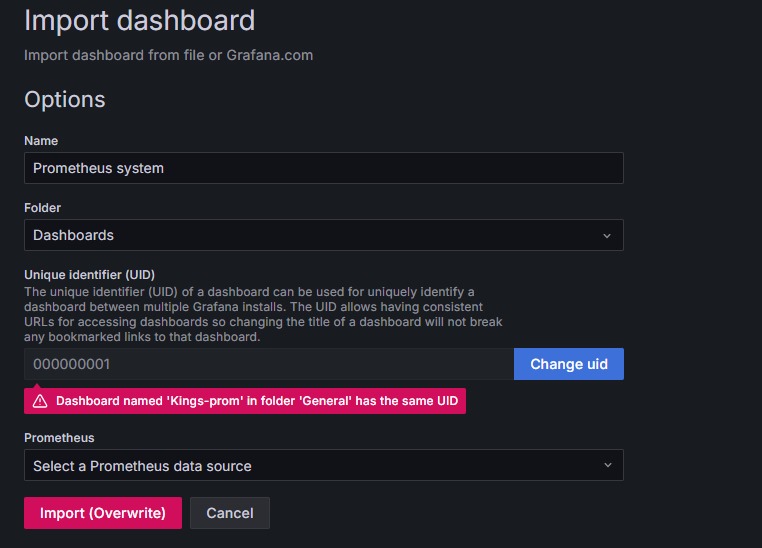 Import dashboard
Import dashboard from file or Grafana.com
Options
Name
Prometheus system
Folder
Dashboards
Unique identifier (UID)
The unique identifier (UID) of a dashboard can be used for uniquely identify a
dashboard between multiple Grafana installs. The UID allows having consistent
URLs for accessing dashboards so changing the title of a dashboard will not break
any bookmarked links to that dashboard.
000000001
Change uid
Dashboard named 'Kings-prom' in folder 'General' has the same UID
Prometheus
Select a Prometheus data source
Import (Overwrite)
Cancel